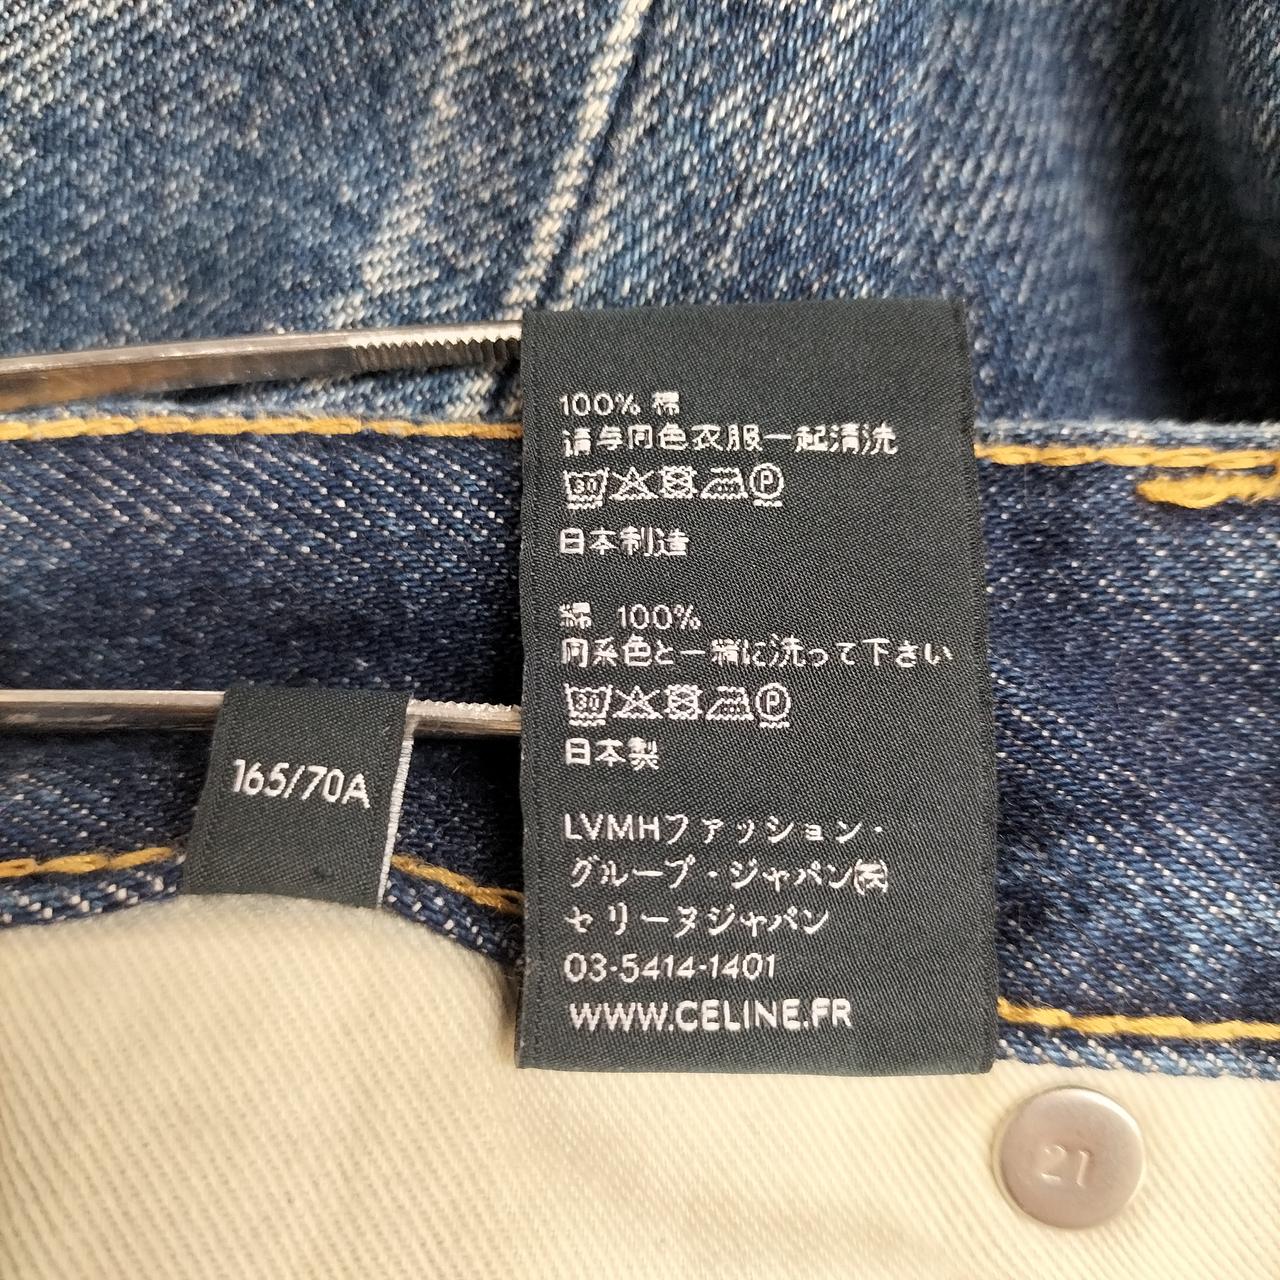 100% 棉
请与同色衣服一起清洗
30 P
日本制造
綿 100%
同系色と一緒に洗って下さい
30 P
日本製
LVMHファッション・
グループ・ジャパン㈱
セリーヌジャパン
03-5414-1401
WWW.CELINE.FR
165/70A
21